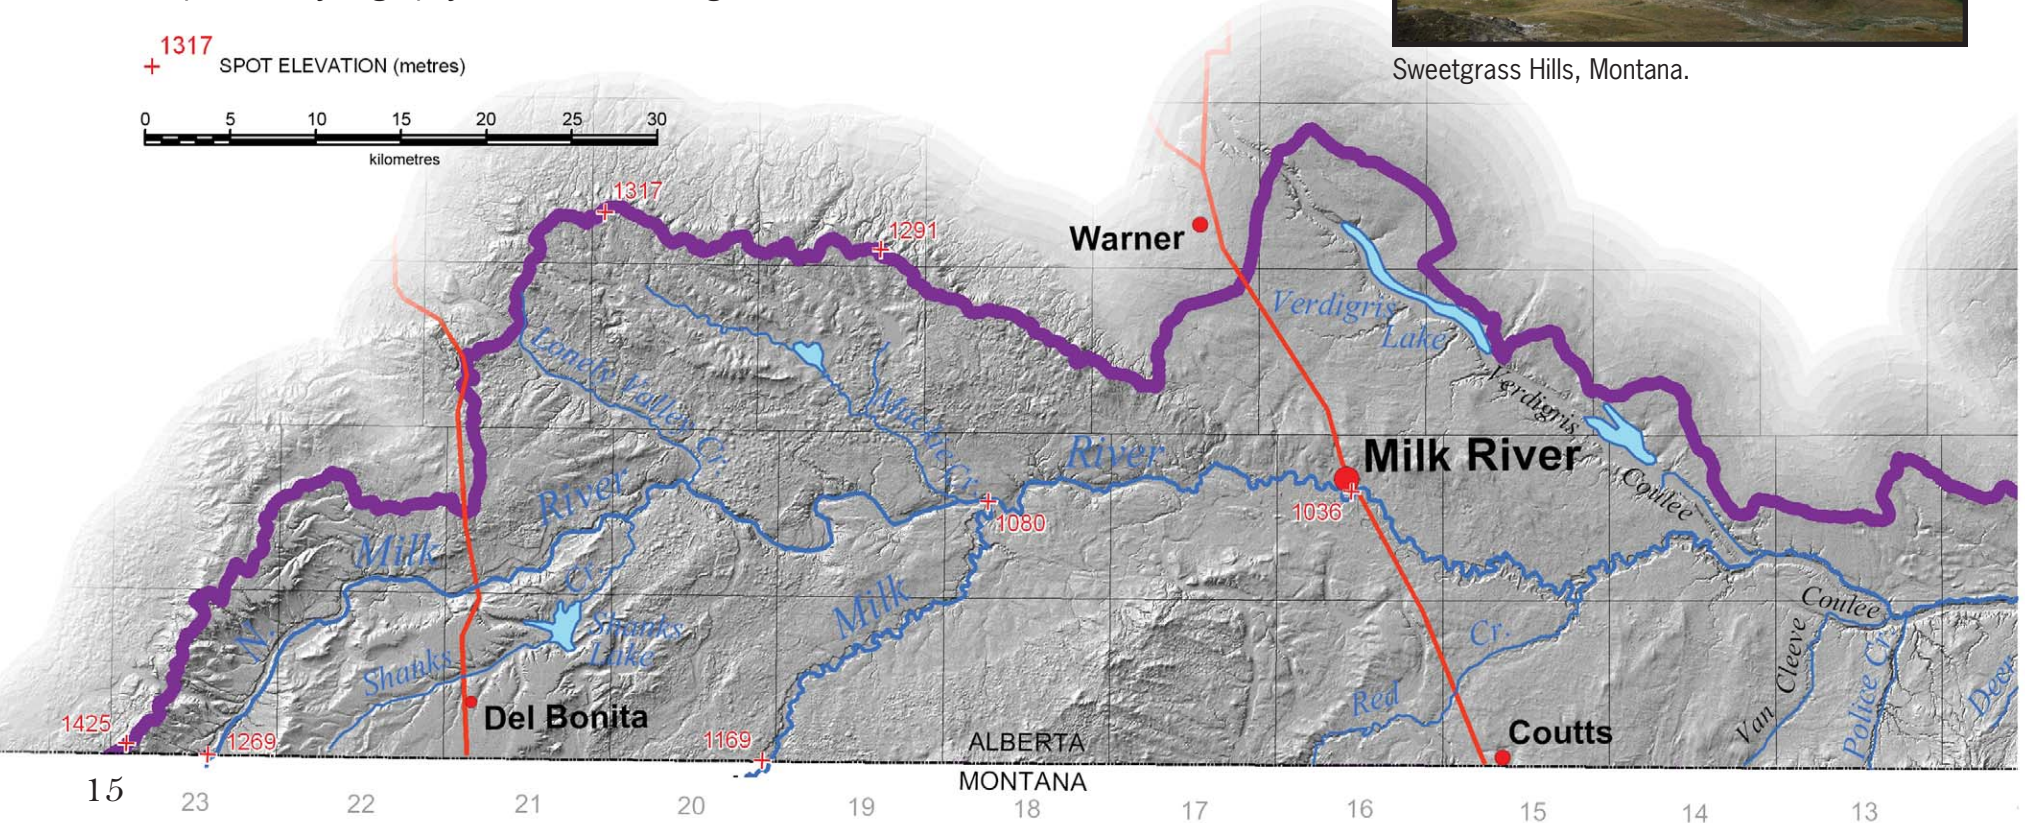 1317
SPOT ELEVATION (metres)
0 5 10 15 20 25 30
kilometres
Sweetgrass Hills, Montana.
1317
1291
Warner
Verdigris
Lake
Lonely Valley Cr.
Mackie Cr.
Verdigris
Coulee
River
Milk River
1036
1080
River
Milk
N.
Cr.
Shanks
Lake
Shanks
Milk
Cr.
Red
Coulee
Van Cleeve
Police Cr.
Deer
Del Bonita
Coutts
1425
1269
1169
ALBERTA
MONTANA
15
23 22 21 20 19 18 17 16 15 14 13